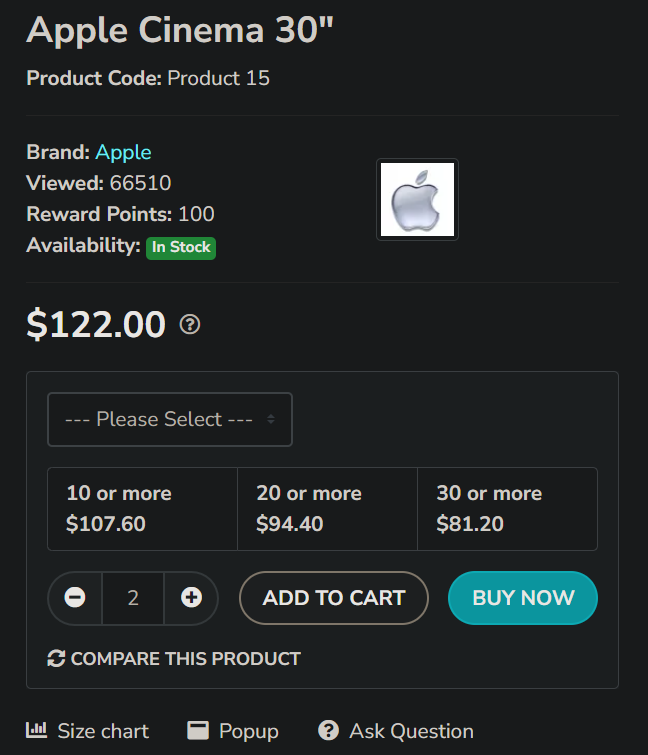 Apple Cinema 30"
Product Code: Product 15
Brand: Apple
Viewed: 66510
Reward Points: 100
Availability: In Stock
$122.00
--- Please Select ---
10 or more 20 or more 30 or more
$107.60 $94.40 $81.20
2 ADD TO CART BUY NOW
COMPARE THIS PRODUCT
Size chart Popup Ask Question